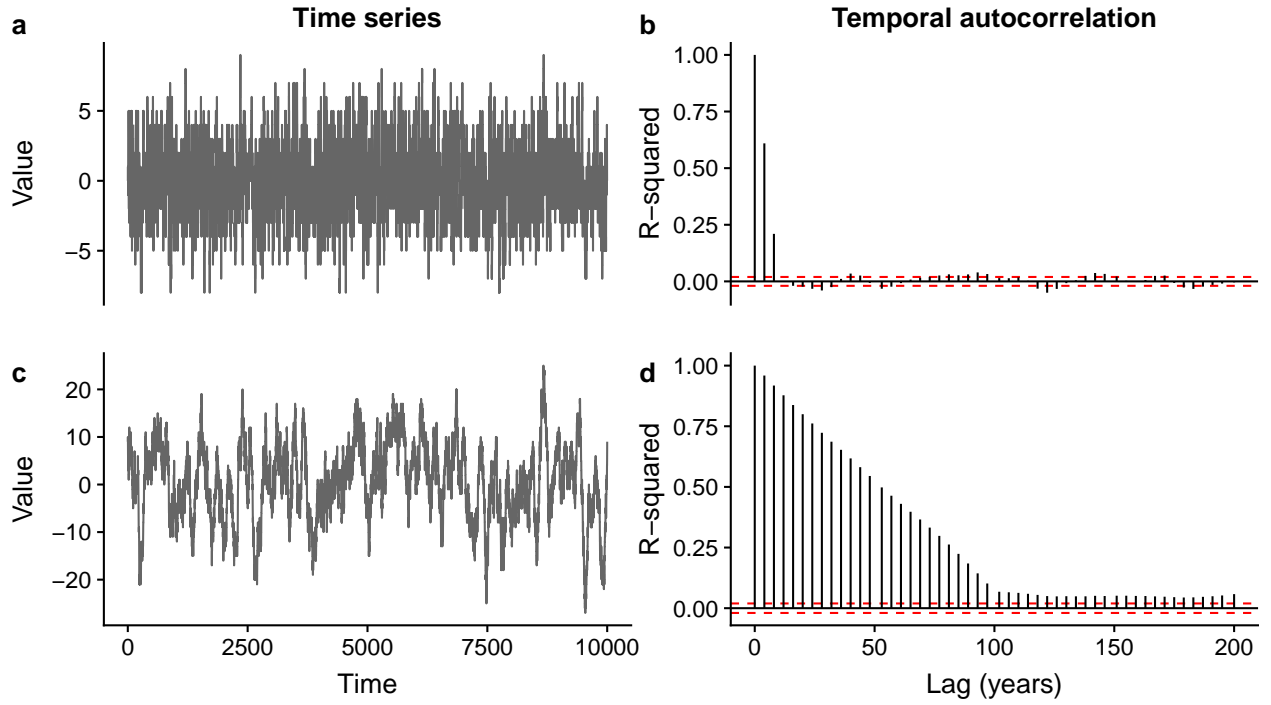 a Time series b Temporal autocorrelation
Value
5
0
−5
R−squared
1.00
0.75
0.50
0.25
0.00
c
Value
20
10
0
−10
−20
0 2500 5000 7500 10000
Time
d
R−squared
1.00
0.75
0.50
0.25
0.00
0 50 100 150 200
Lag (years)